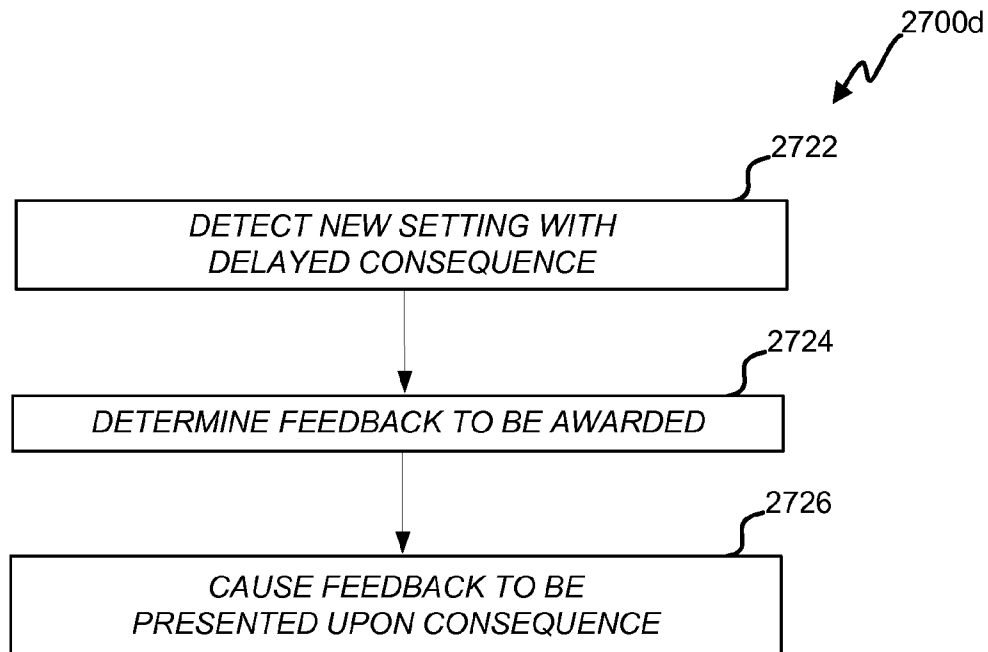 2700d
2722
DETECT NEW SETTING WITH
DELAYED CONSEQUENCE
2724
DETERMINE FEEDBACK TO BE AWARDED
2726
CAUSE FEEDBACK TO BE
PRESENTED UPON CONSEQUENCE